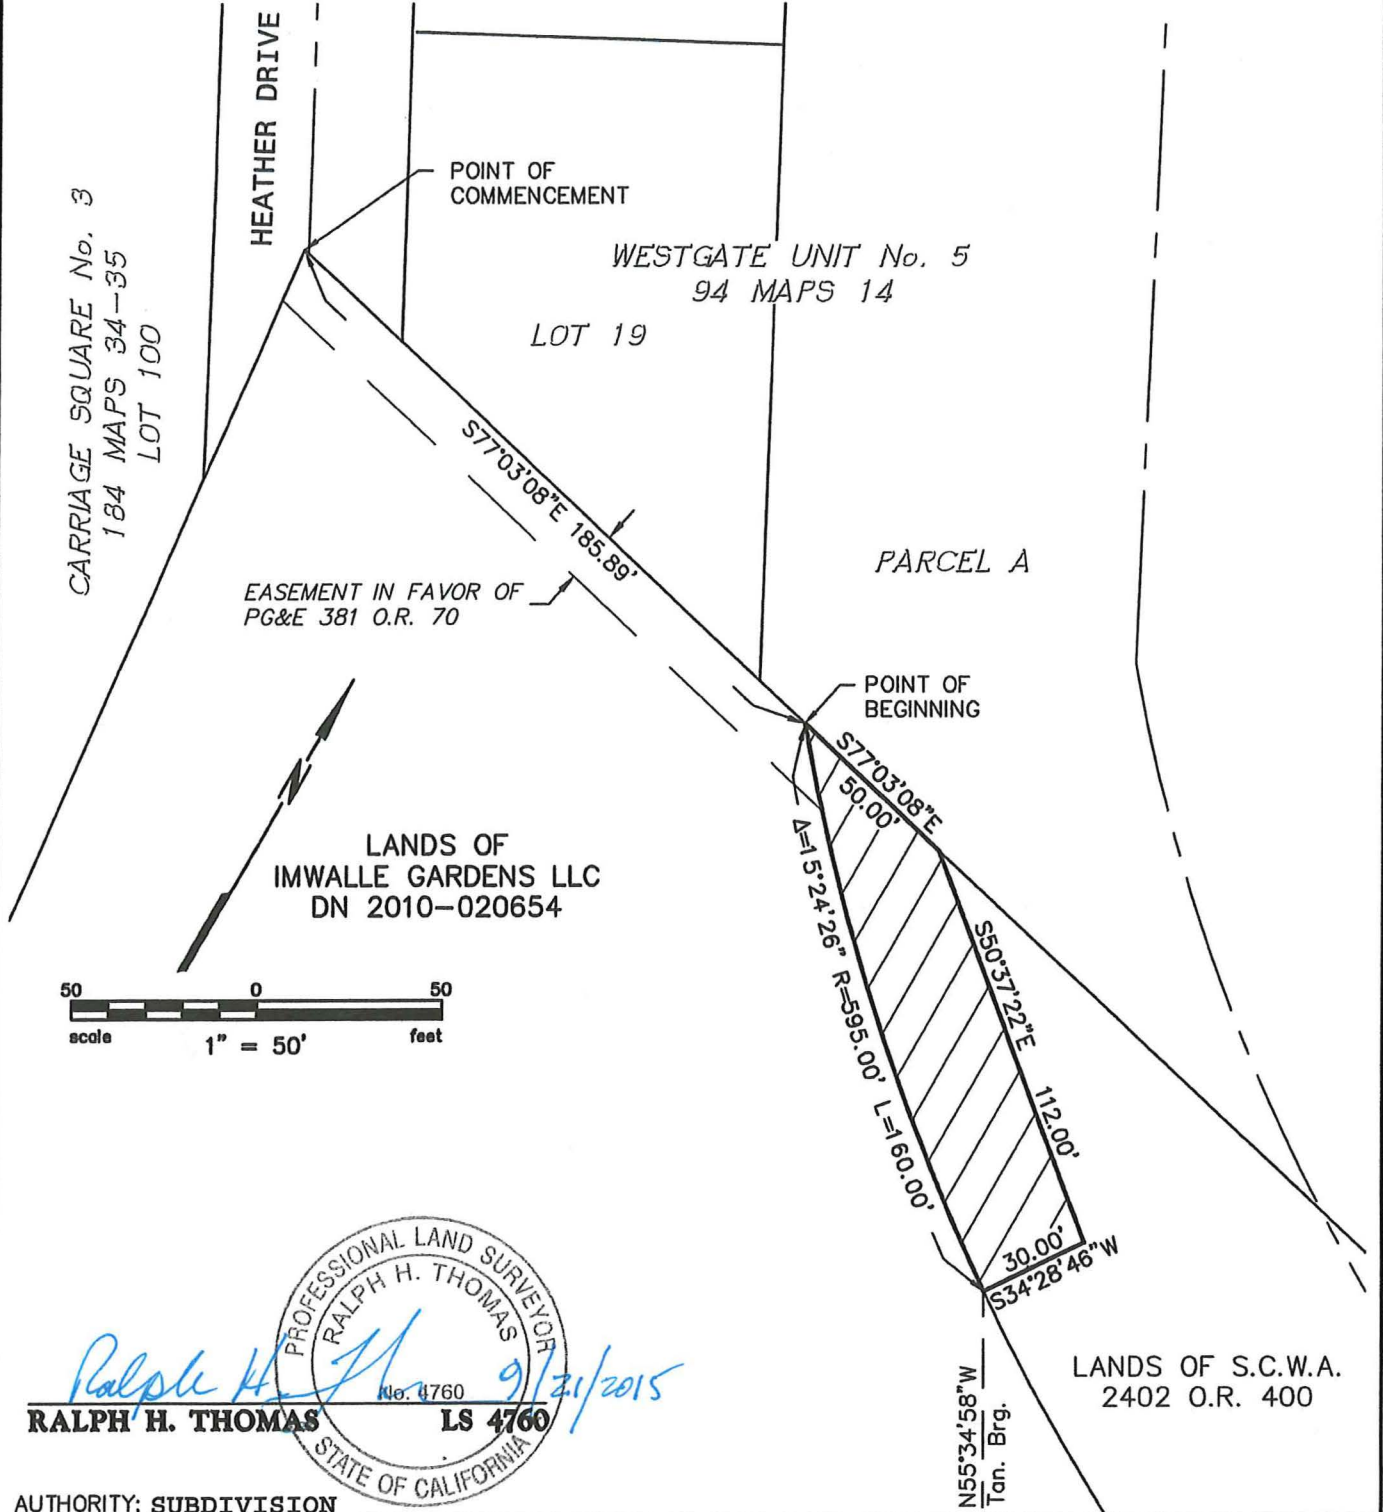 HEATHER DRIVE
POINT OF
COMMENCEMENT
CARRIAGE SQUARE No. 3
184 MAPS 34-35
LOT 100
WESTGATE UNIT No. 5
94 MAPS 14
LOT 19
S77°03'08"E 185.89'
PARCEL A
EASEMENT IN FAVOR OF
PG&E 381 O.R. 70
POINT OF
BEGINNING
S77°03'08"E
50.00'
N
LANDS OF
IMWALLE GARDENS LLC
DN 2010-020654
Δ=15°24'26" R=595.00' L=160.00'
S50°37'22"E 112.00'
50 0 50
scale 1" = 50' feet
30.00'
S34°28'46"W
N55°34'58"W
Tan. Brg.
LANDS OF S.C.W.A.
2402 O.R. 400
PROFESSIONAL LAND SURVEYOR
RALPH H. THOMAS
No. 4760
STATE OF CALIFORNIA
Ralph H. Th 9/21/2015
RALPH H. THOMAS LS 4760
AUTHORITY: SUBDIVISION